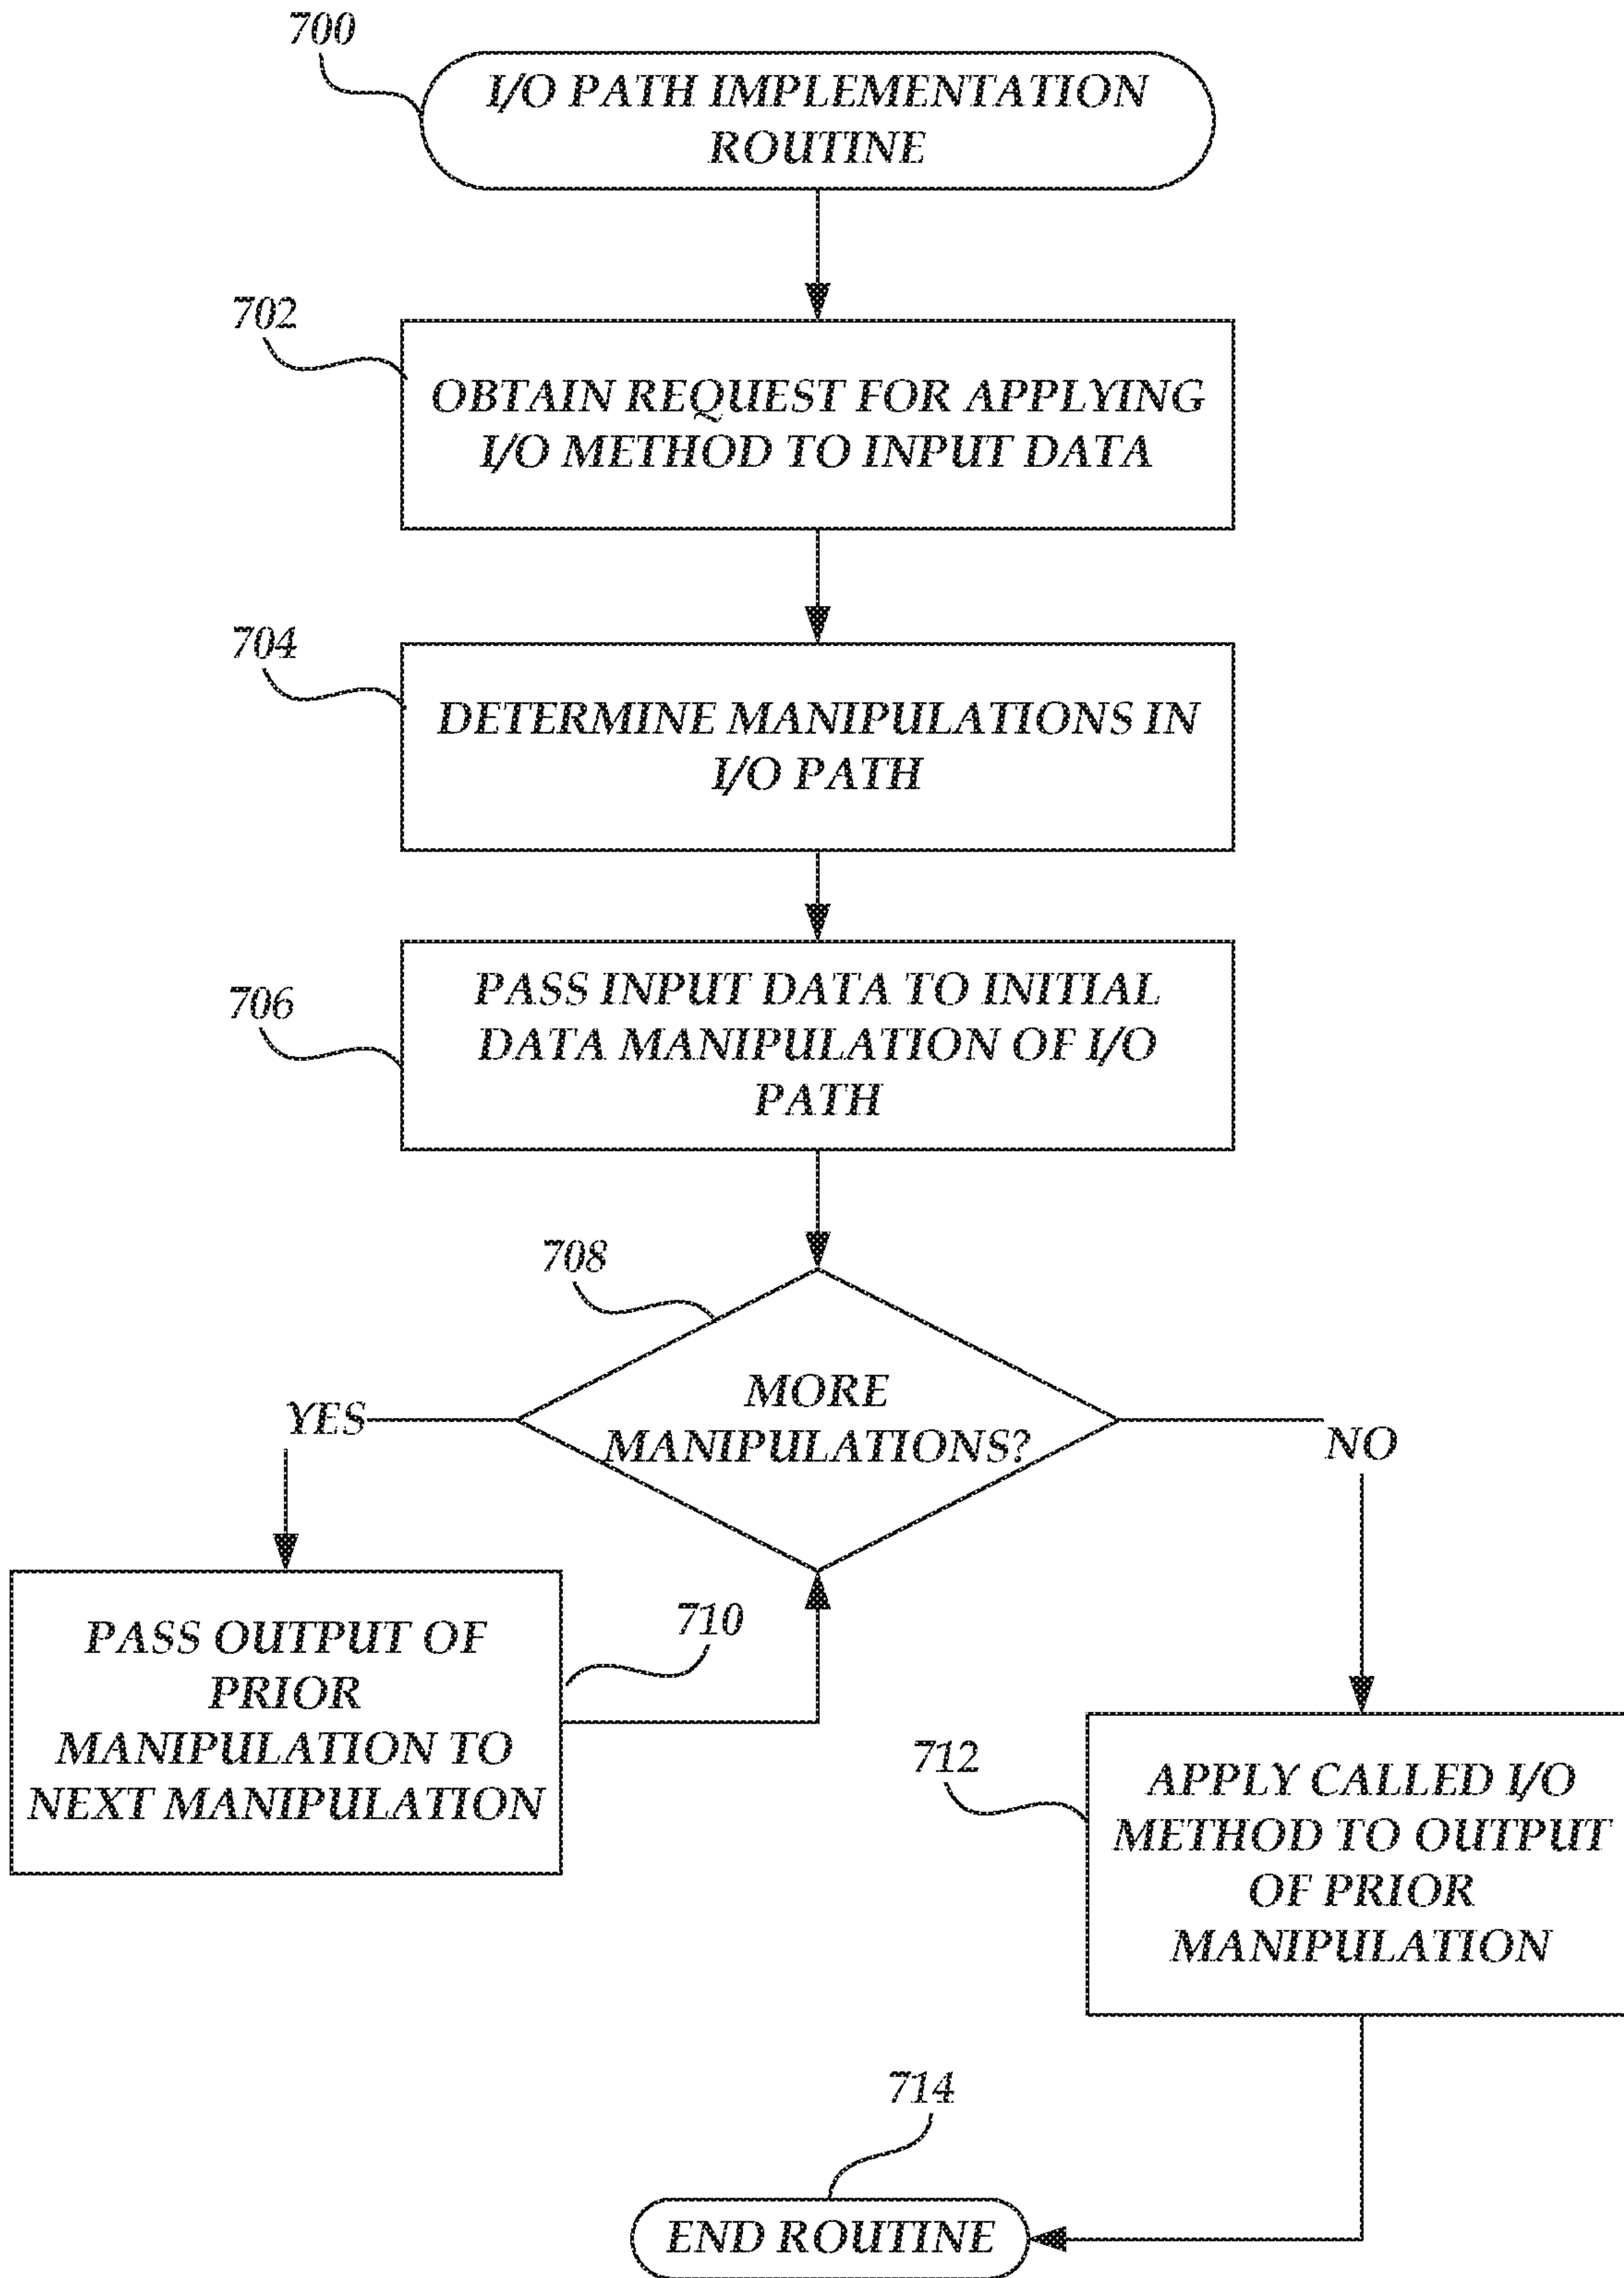 700
I/O PATH IMPLEMENTATION
ROUTINE
702
OBTAIN REQUEST FOR APPLYING
I/O METHOD TO INPUT DATA
704
DETERMINE MANIPULATIONS IN
I/O PATH
706
PASS INPUT DATA TO INITIAL
DATA MANIPULATION OF I/O
PATH
708
MORE
MANIPULATIONS?
YES
NO
PASS OUTPUT OF
PRIOR
MANIPULATION TO
NEXT MANIPULATION
710
712
APPLY CALLED I/O
METHOD TO OUTPUT
OF PRIOR
MANIPULATION
714
END ROUTINE